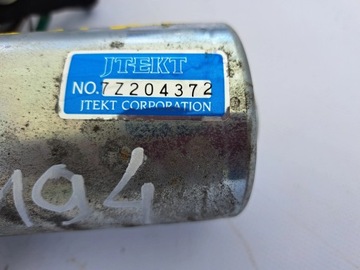 JTEKT
NO.7Z204372
JTEKT CORPORATION
194